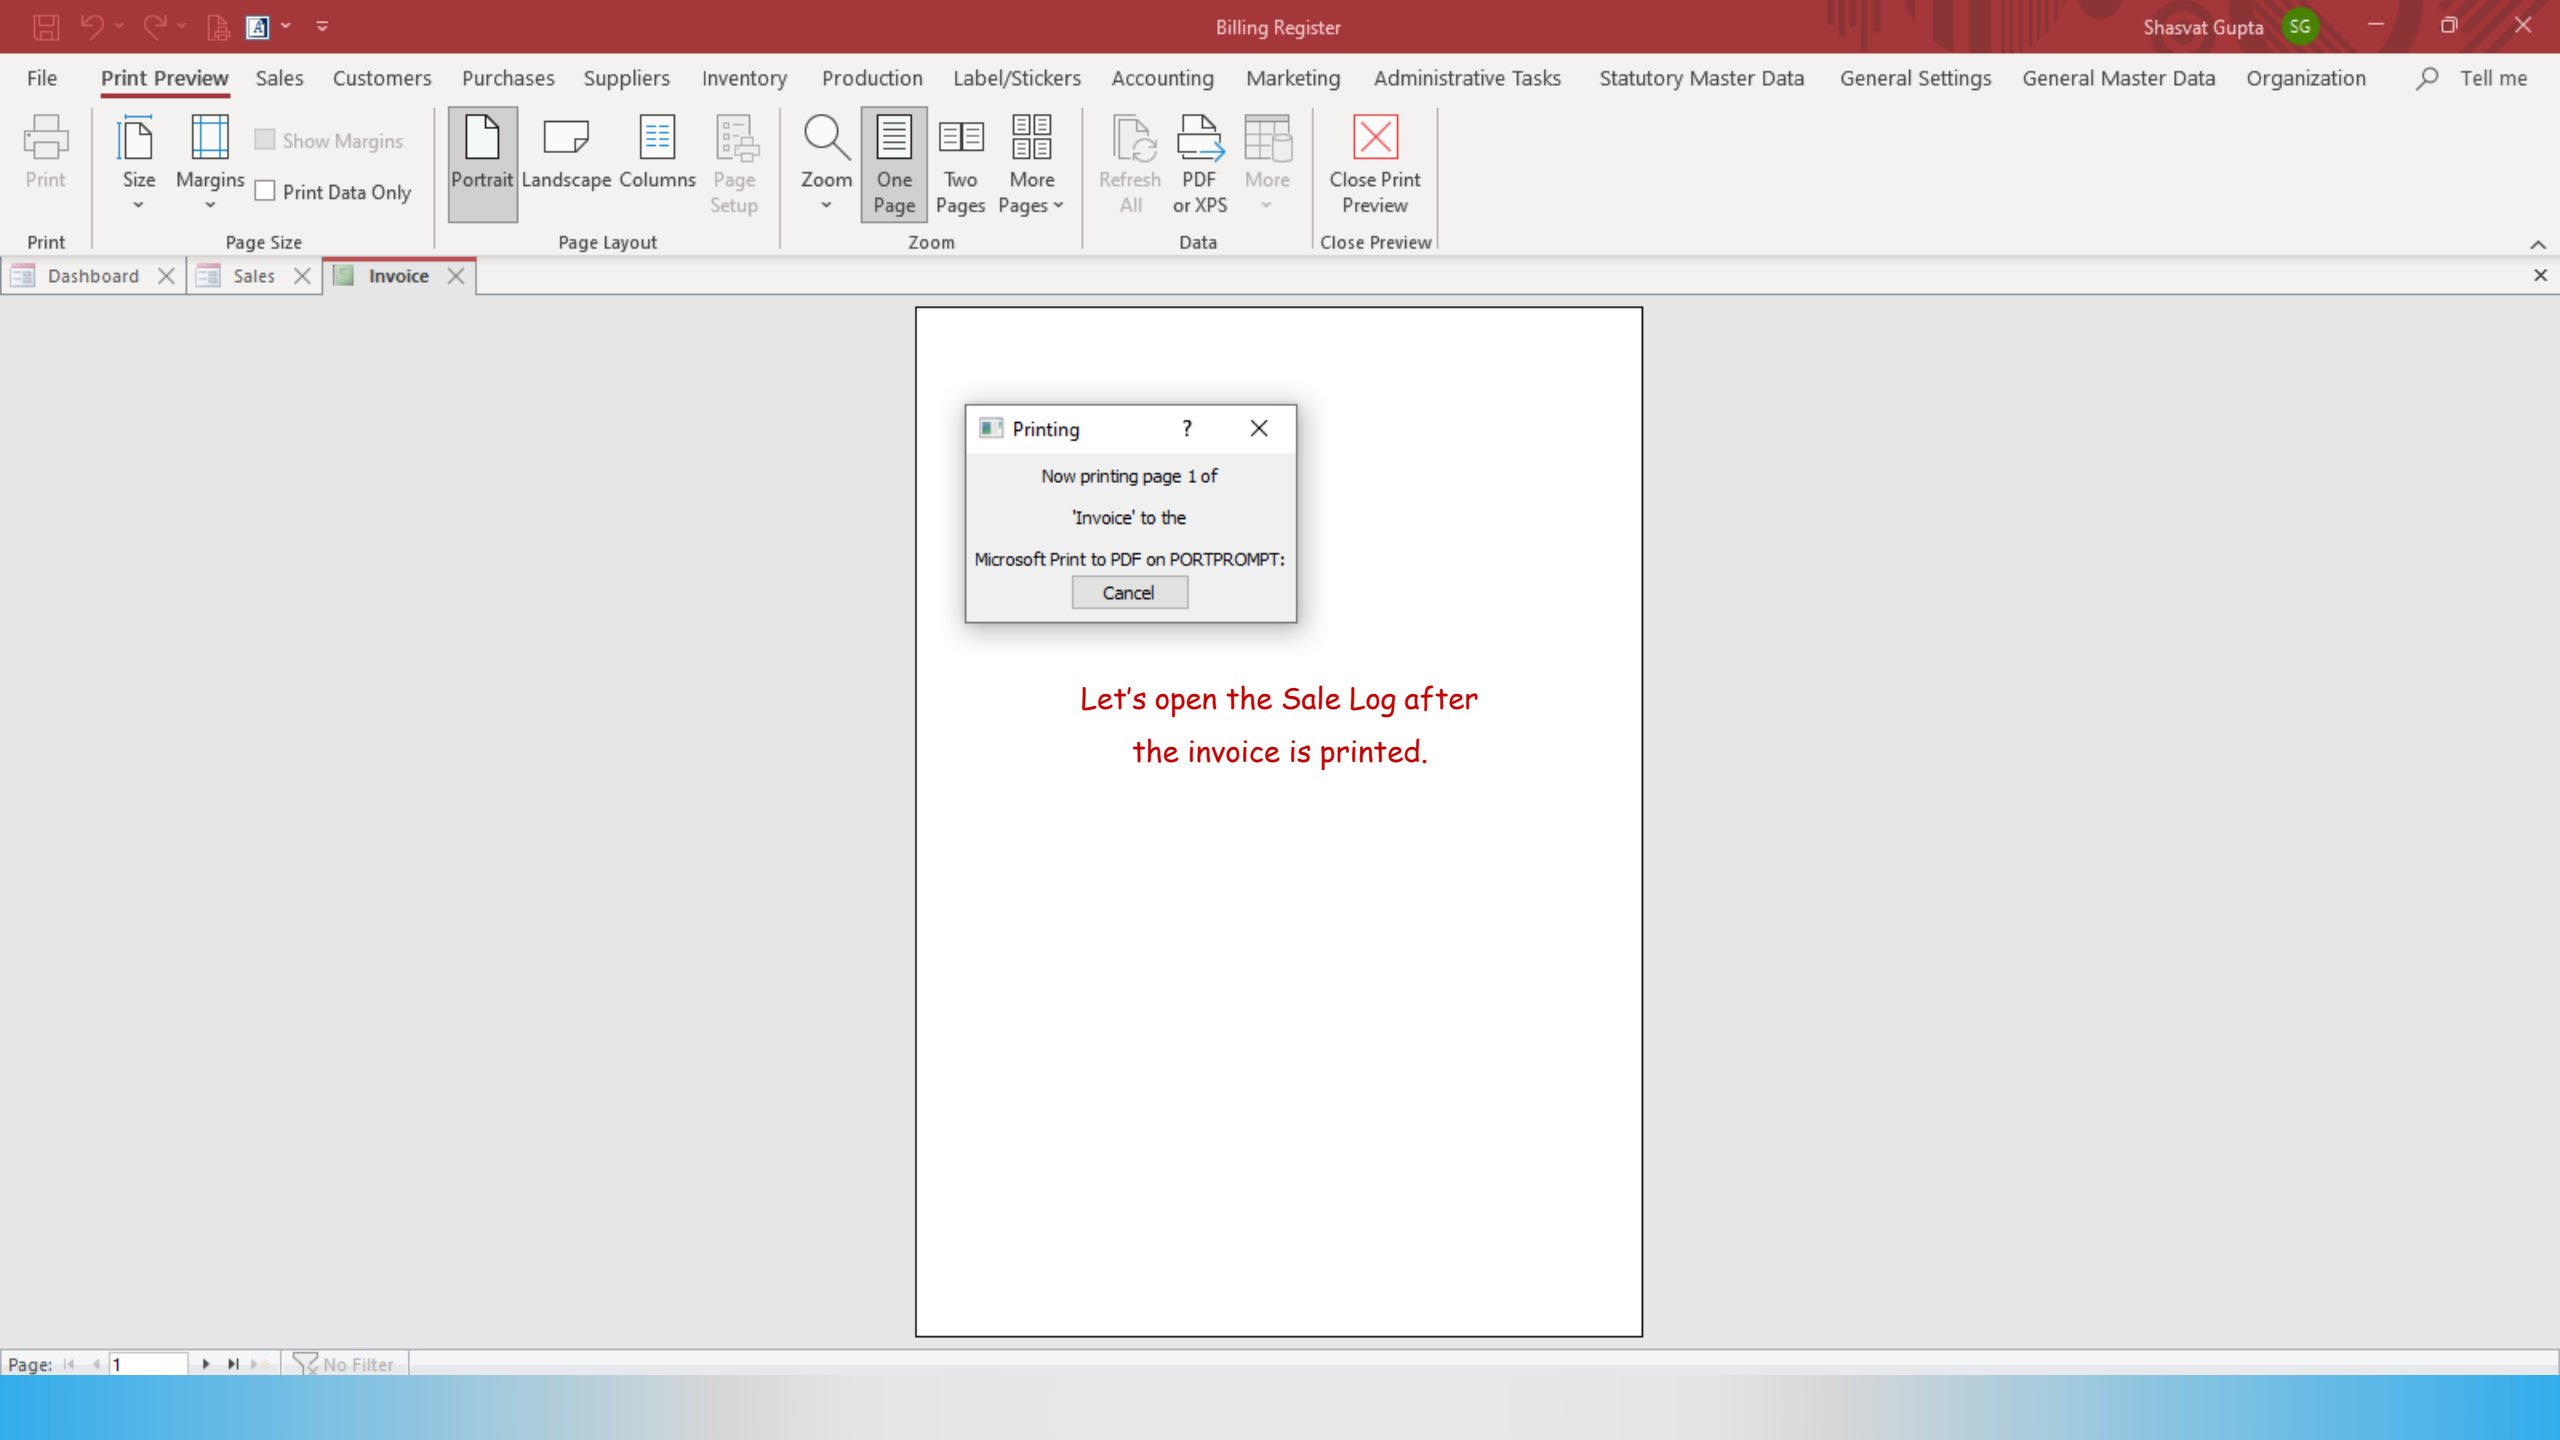 Billing Register
Shasvat Gupta SG
File Print Preview Sales Customers Purchases Suppliers Inventory Production Label/Stickers Accounting Marketing Administrative Tasks Statutory Master Data General Settings General Master Data Organization Tell me
Print
Size
Margins
Show Margins
Print Data Only
Portrait
Landscape
Columns
Page
Setup
Zoom
One
Page
Two
Pages
More
Pages
Refresh
All
PDF
or XPS
More
Close Print
Preview
Print Page Size Page Layout Zoom Data Close Preview
Dashboard Sales Invoice
Printing ?
Now printing page 1 of
'Invoice' to the
Microsoft Print to PDF on PORTPROMPT:
Cancel
Let's open the Sale Log after
the invoice is printed.
Page: 1 No Filter